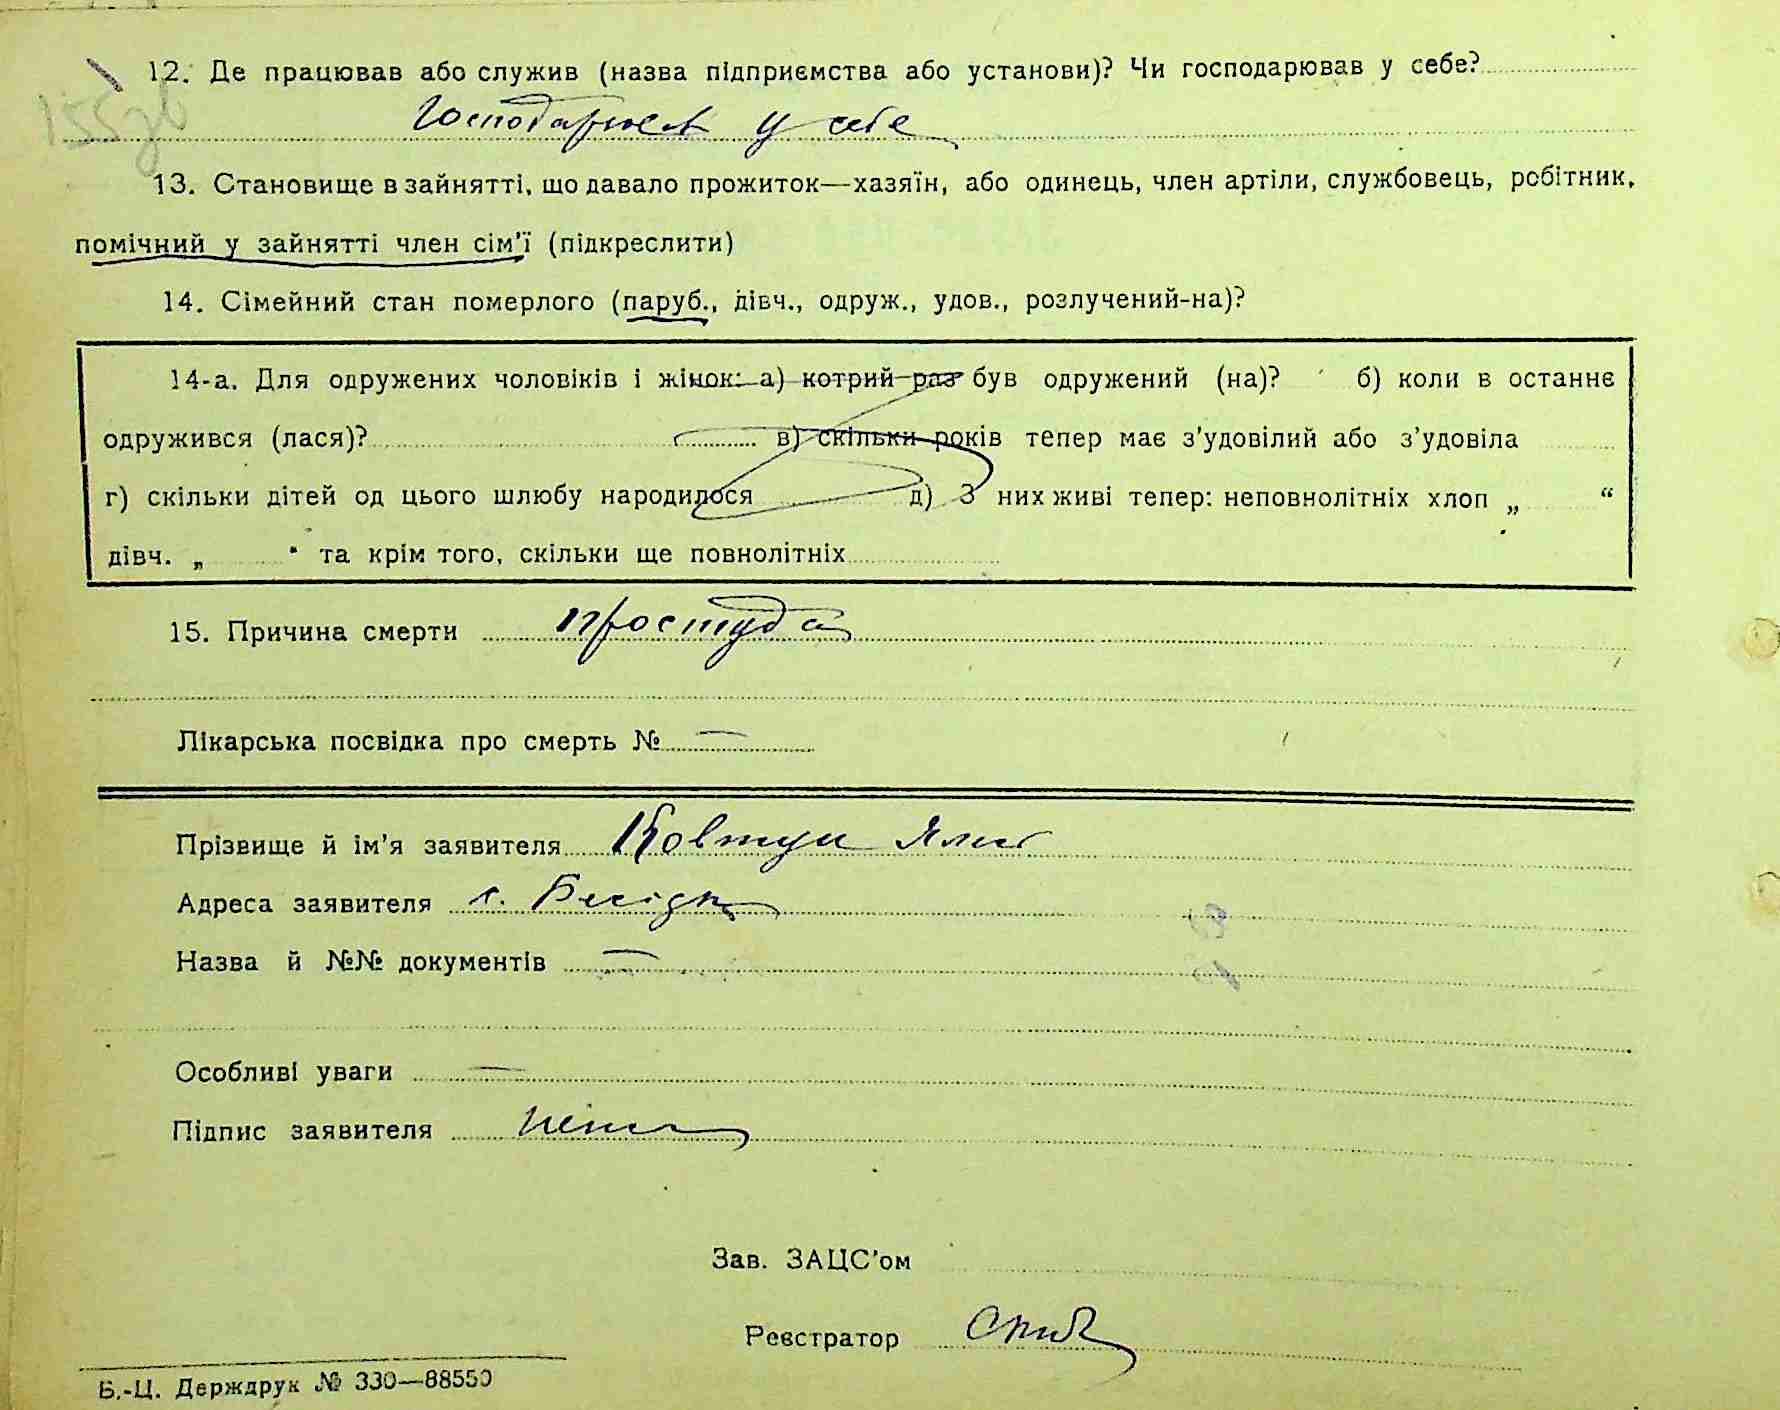 12. Де працював або служив (назва підприємства або установи)? Чи господарював у себе?
155зв
Господарював у себе
13. Становище в зайнятті, що давало прожиток—хазяїн, або одинець, член артіли, службовець, робітник,
помічний у зайнятті член сім'ї (підкреслити)
14. Сімейний стан померлого (паруб., дівч., одруж., удов., розлучений-на)?
14-а. Для одружених чоловіків і жінок: а) котрий раз був одружений (на)? б) коли в останнє
одружився (лася)? в) скільки років тепер має з'удовілий або з'удовіла
г) скільки дітей од цього шлюбу народилося д) З них живі тепер: неповнолітніх хлоп „ “
дівч. „ “ та крім того, скільки ще повнолітніх
15. Причина смерти простуда
Лікарська посвідка про смерть № —
Прізвище й ім'я заявителя Ковтун
Адреса заявителя с. Бесідка
Назва й №№ документів —
Особливі уваги —
Підпис заявителя
Зав. ЗАЦС'ом
Реєстратор
Б.-Ц. Держдрук № 330—88550